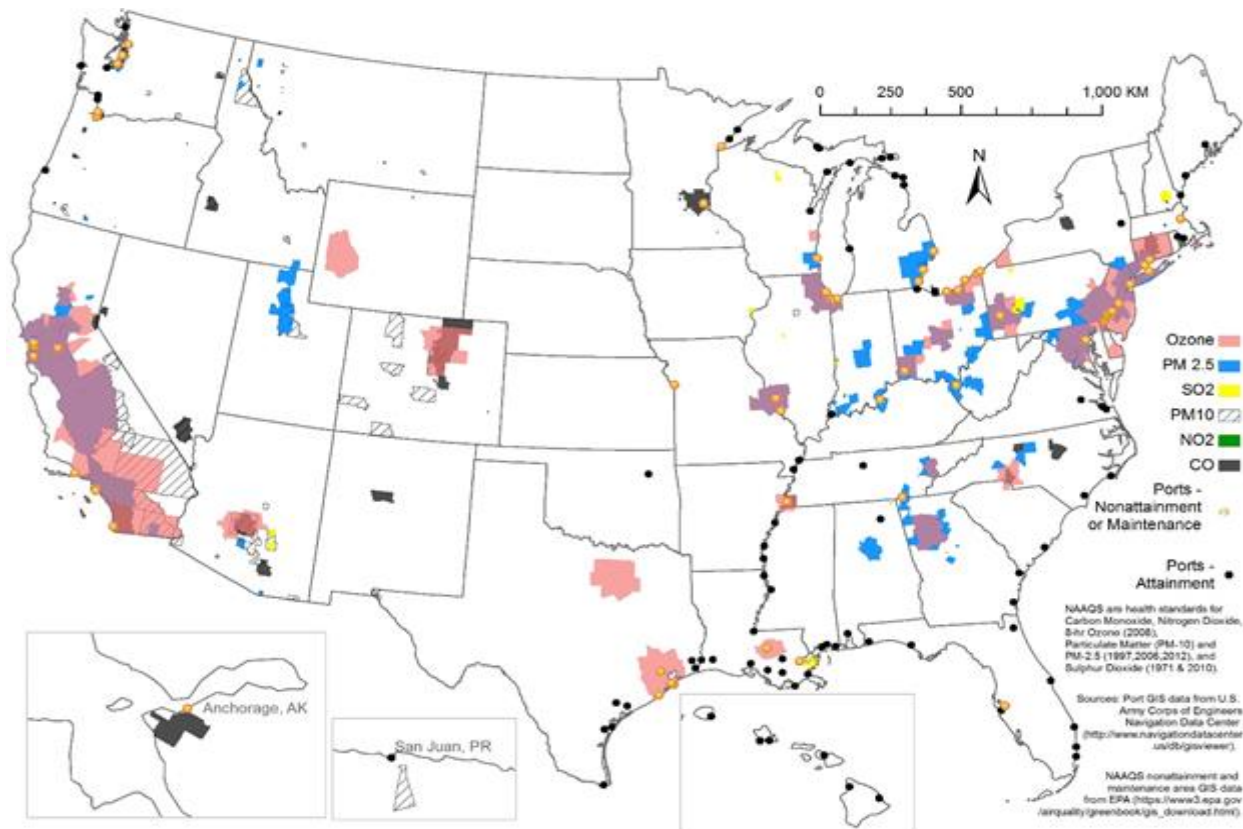 0 250 500 1,000 KM
N
Ozone
PM 2.5
SO2
PM10
NO2
CO
Ports -
Nonattainment
or Maintenance
Ports -
Attainment
NAAQS are health standards for
Carbon Monoxide, Nitrogen Dioxide,
8-hr Ozone (2008),
Particulate Matter (PM-10) and
PM-2.5 (1997,2006,2012), and
Sulphur Dioxide (1971 & 2010).
Sources: Port GIS data from U.S.
Army Corps of Engineers
Navigation Data Center
(http://www.navigationdatacenter
.us/db/gisviewer).
NAAQS nonattainment and
maintenance area GIS data
from EPA (https://www3.epa.gov
/airquality/greenbook/gis_download.html).
Anchorage, AK
San Juan, PR